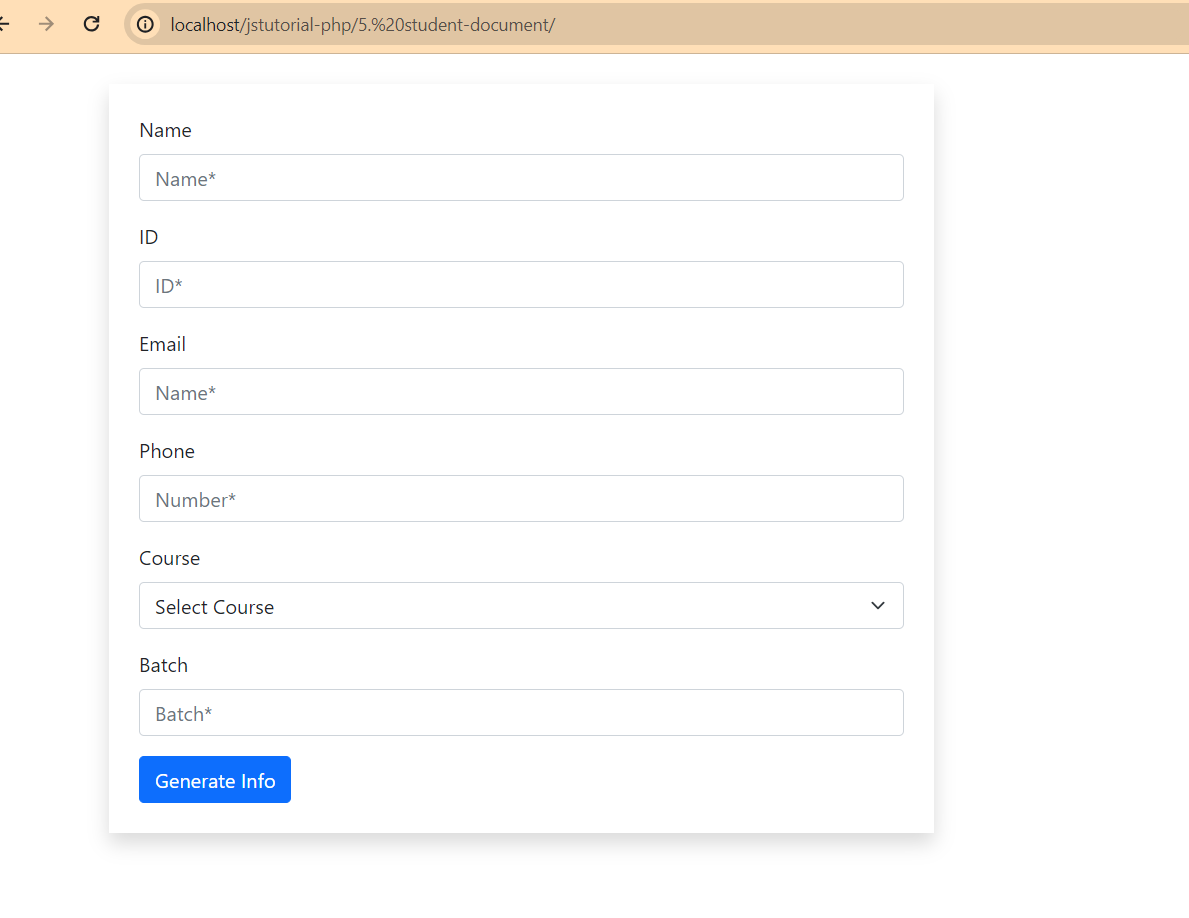 localhost/jstutorial-php/5.%20student-document/
Name
Name*
ID
ID*
Email
Name*
Phone
Number*
Course
Select Course
Batch
Batch*
Generate Info